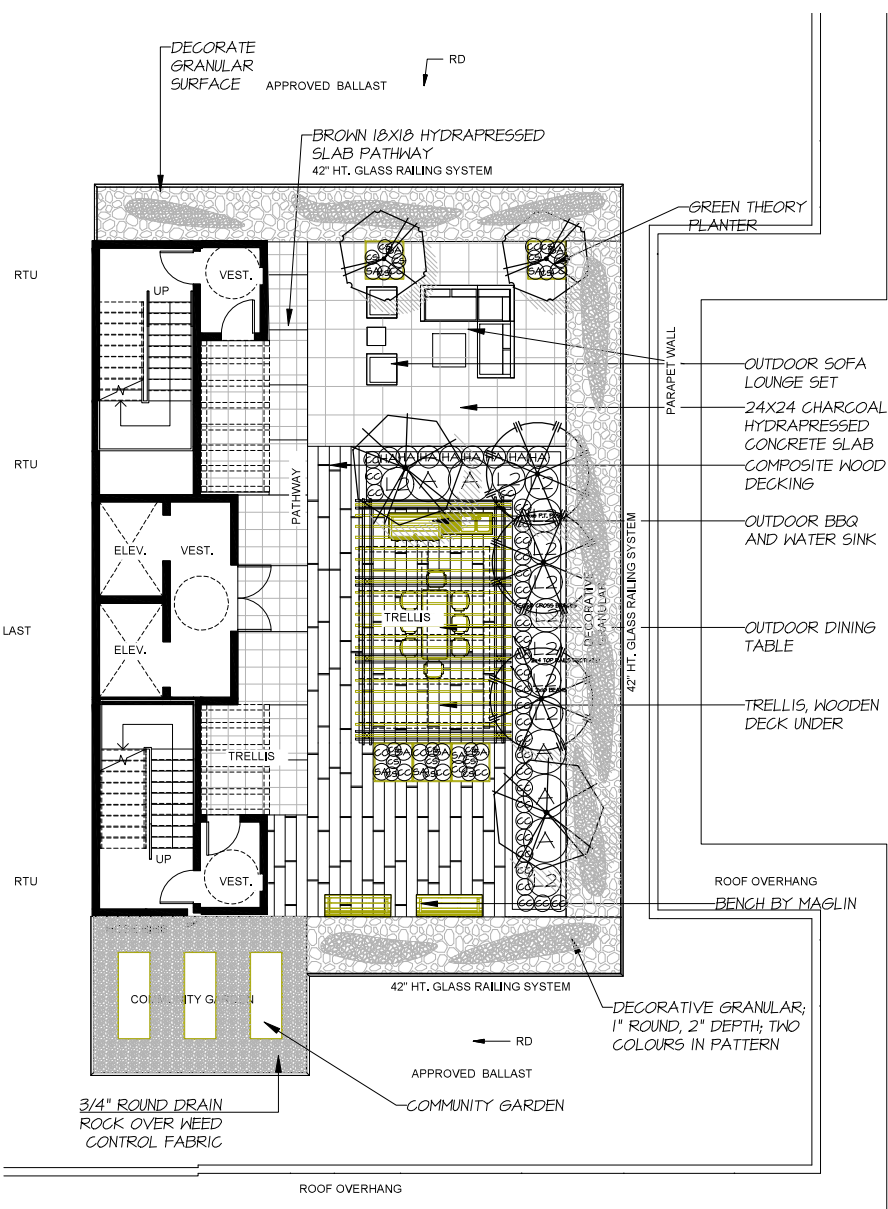 DECORATE
GRANULAR
SURFACE
APPROVED BALLAST
RD
BROWN 18X18 HYDRAPRESSED
SLAB PATHWAY
42" HT. GLASS RAILING SYSTEM
GREEN THEORY
PLANTER
RTU
VEST.
UP
PARAPET WALL
OUTDOOR SOFA
LOUNGE SET
24X24 CHARCOAL
HYDRAPRESSED
CONCRETE SLAB
RTU
COMPOSITE WOOD
DECKING
PATHWAY
OUTDOOR BBQ
AND WATER SINK
ELEV.
VEST.
42" HT. GLASS RAILING SYSTEM
DECORATIVE
GRANULAR
TRELLIS
LAST
ELEV.
OUTDOOR DINING
TABLE
TRELLIS, WOODEN
DECK UNDER
TRELLIS
UP
RTU
VEST.
ROOF OVERHANG
BENCH BY MAGLIN
42" HT. GLASS RAILING SYSTEM
COMMUNITY GARDEN
DECORATIVE GRANULAR;
1" ROUND, 2" DEPTH; TWO
COLOURS IN PATTERN
RD
APPROVED BALLAST
3/4" ROUND DRAIN
ROCK OVER WEED
CONTROL FABRIC
COMMUNITY GARDEN
ROOF OVERHANG